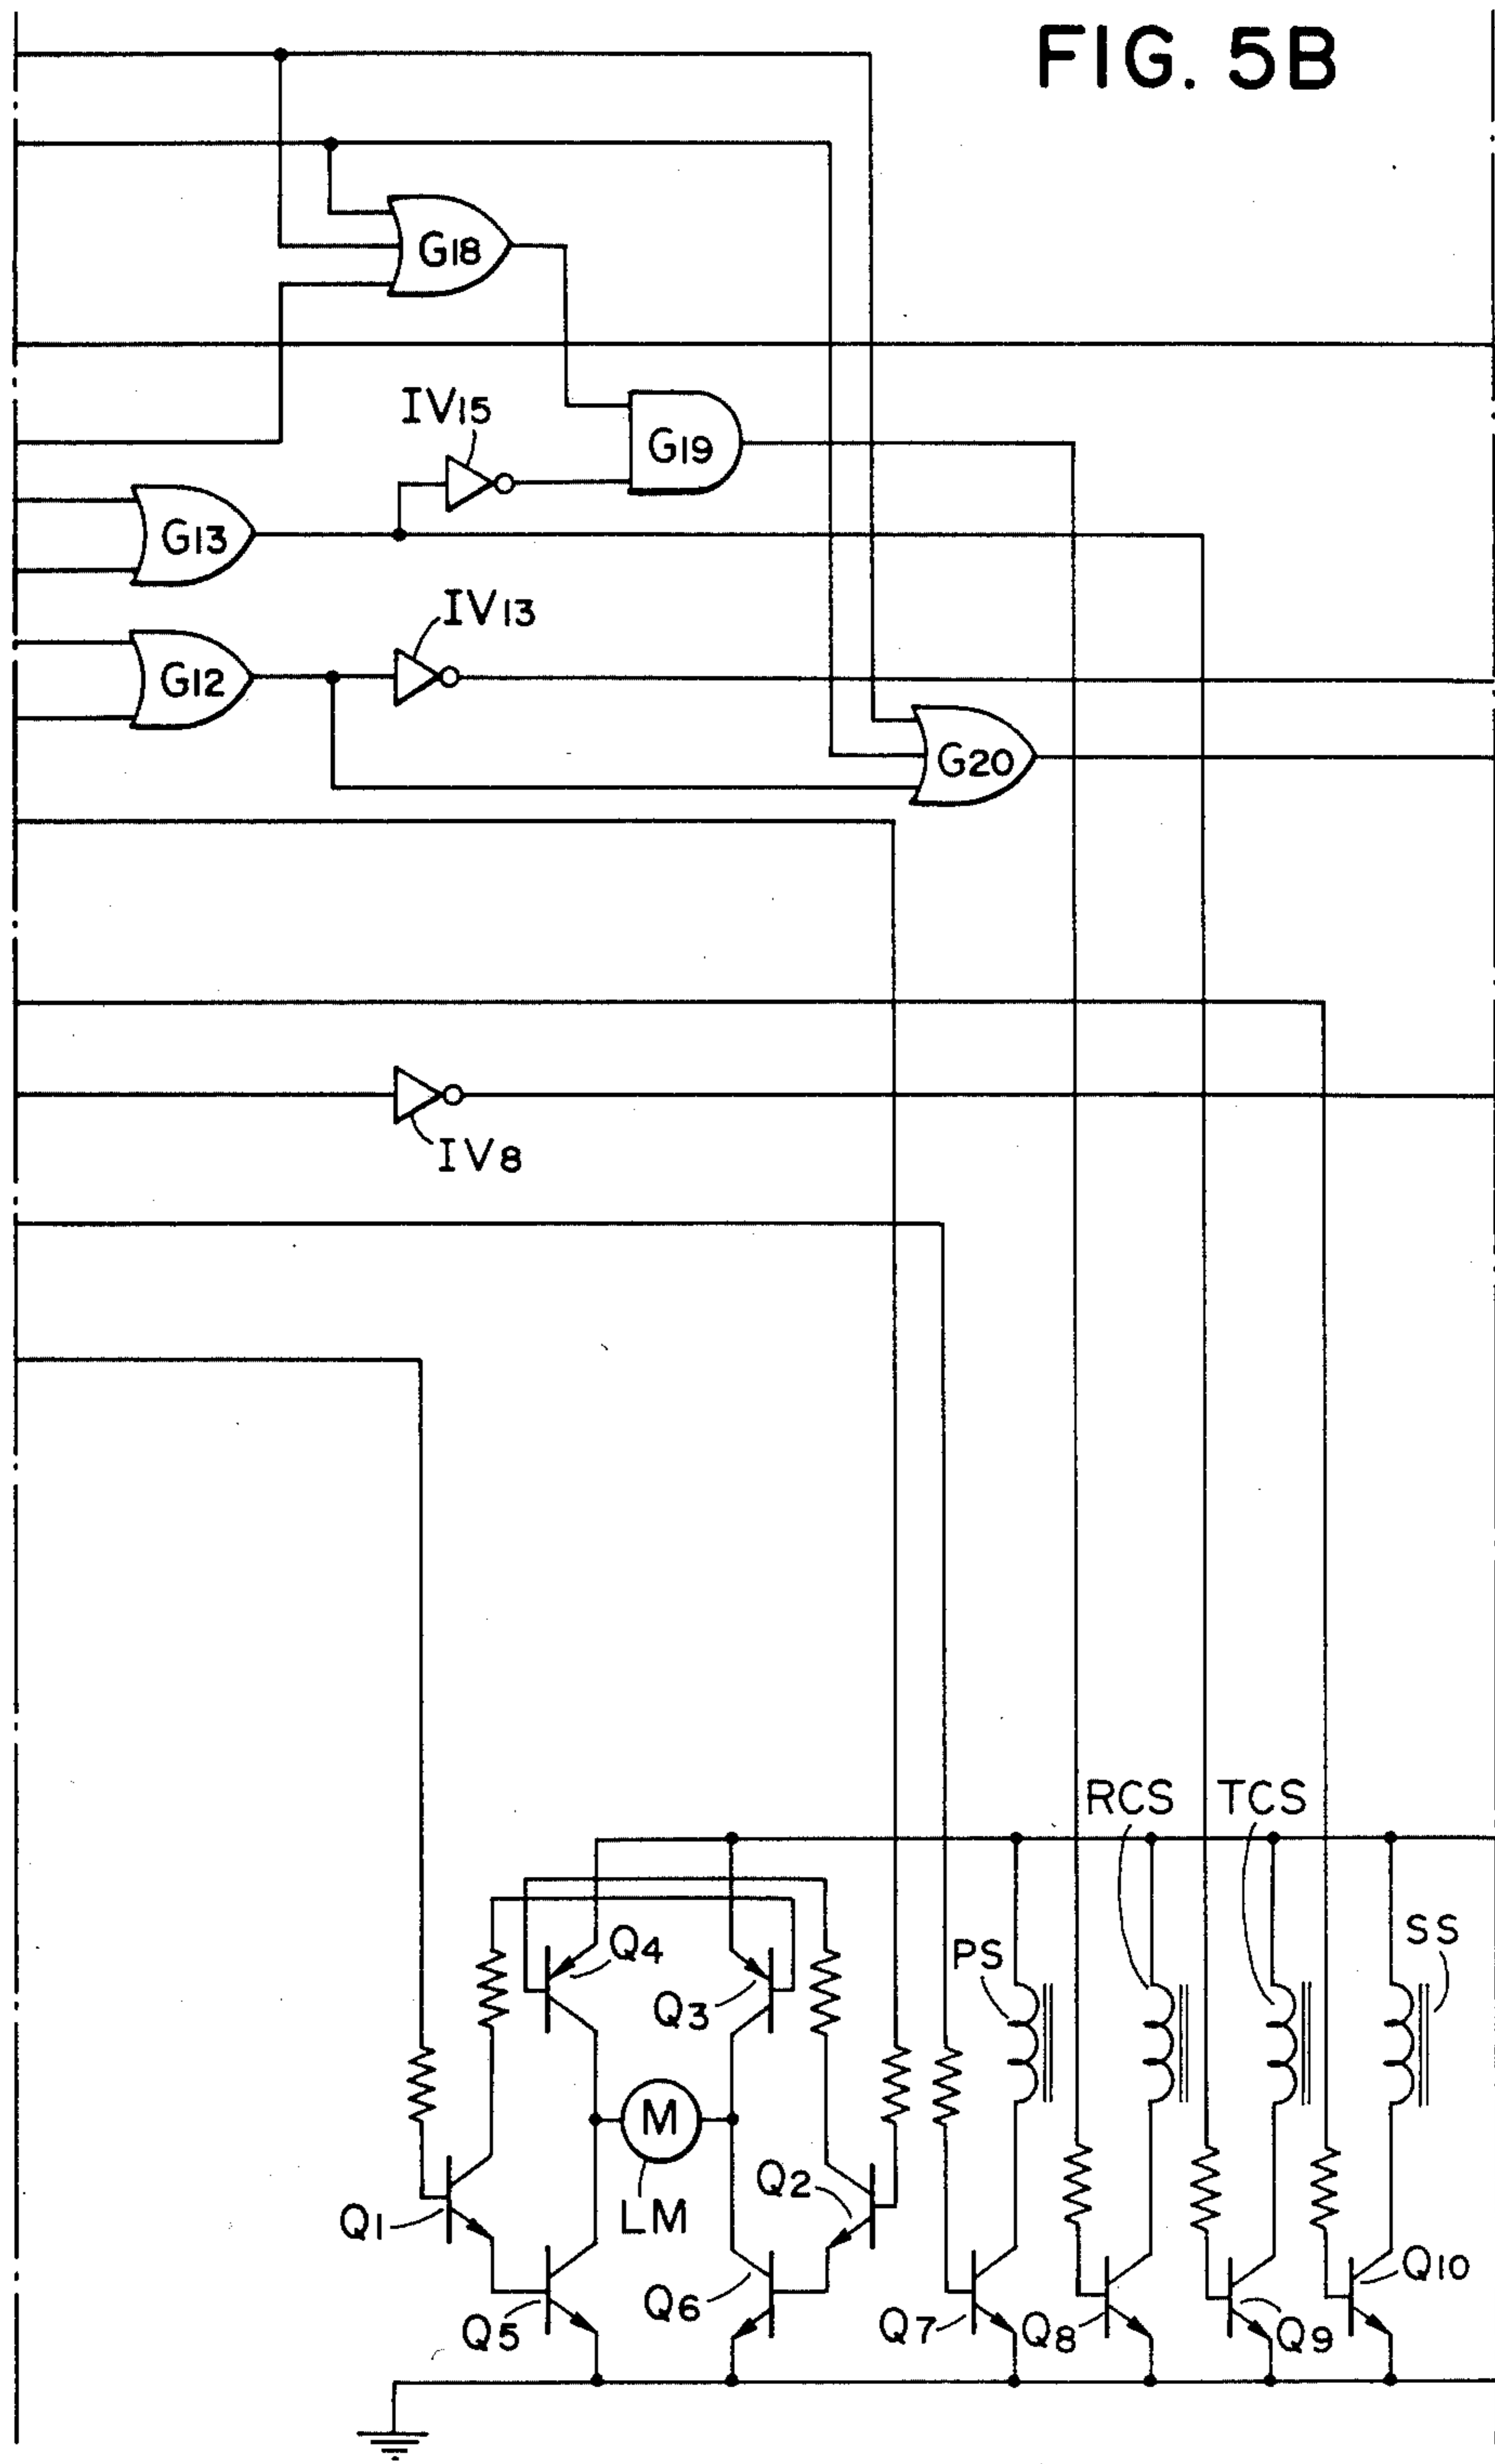 FIG. 5B
G18
IV15
G19
G13
IV13
G12
G20
IV8
RCS TCS
Q4
PS
SS
Q3
M
Q2
Q1
LM
Q10
Q6
Q5
Q7
Q8
Q9